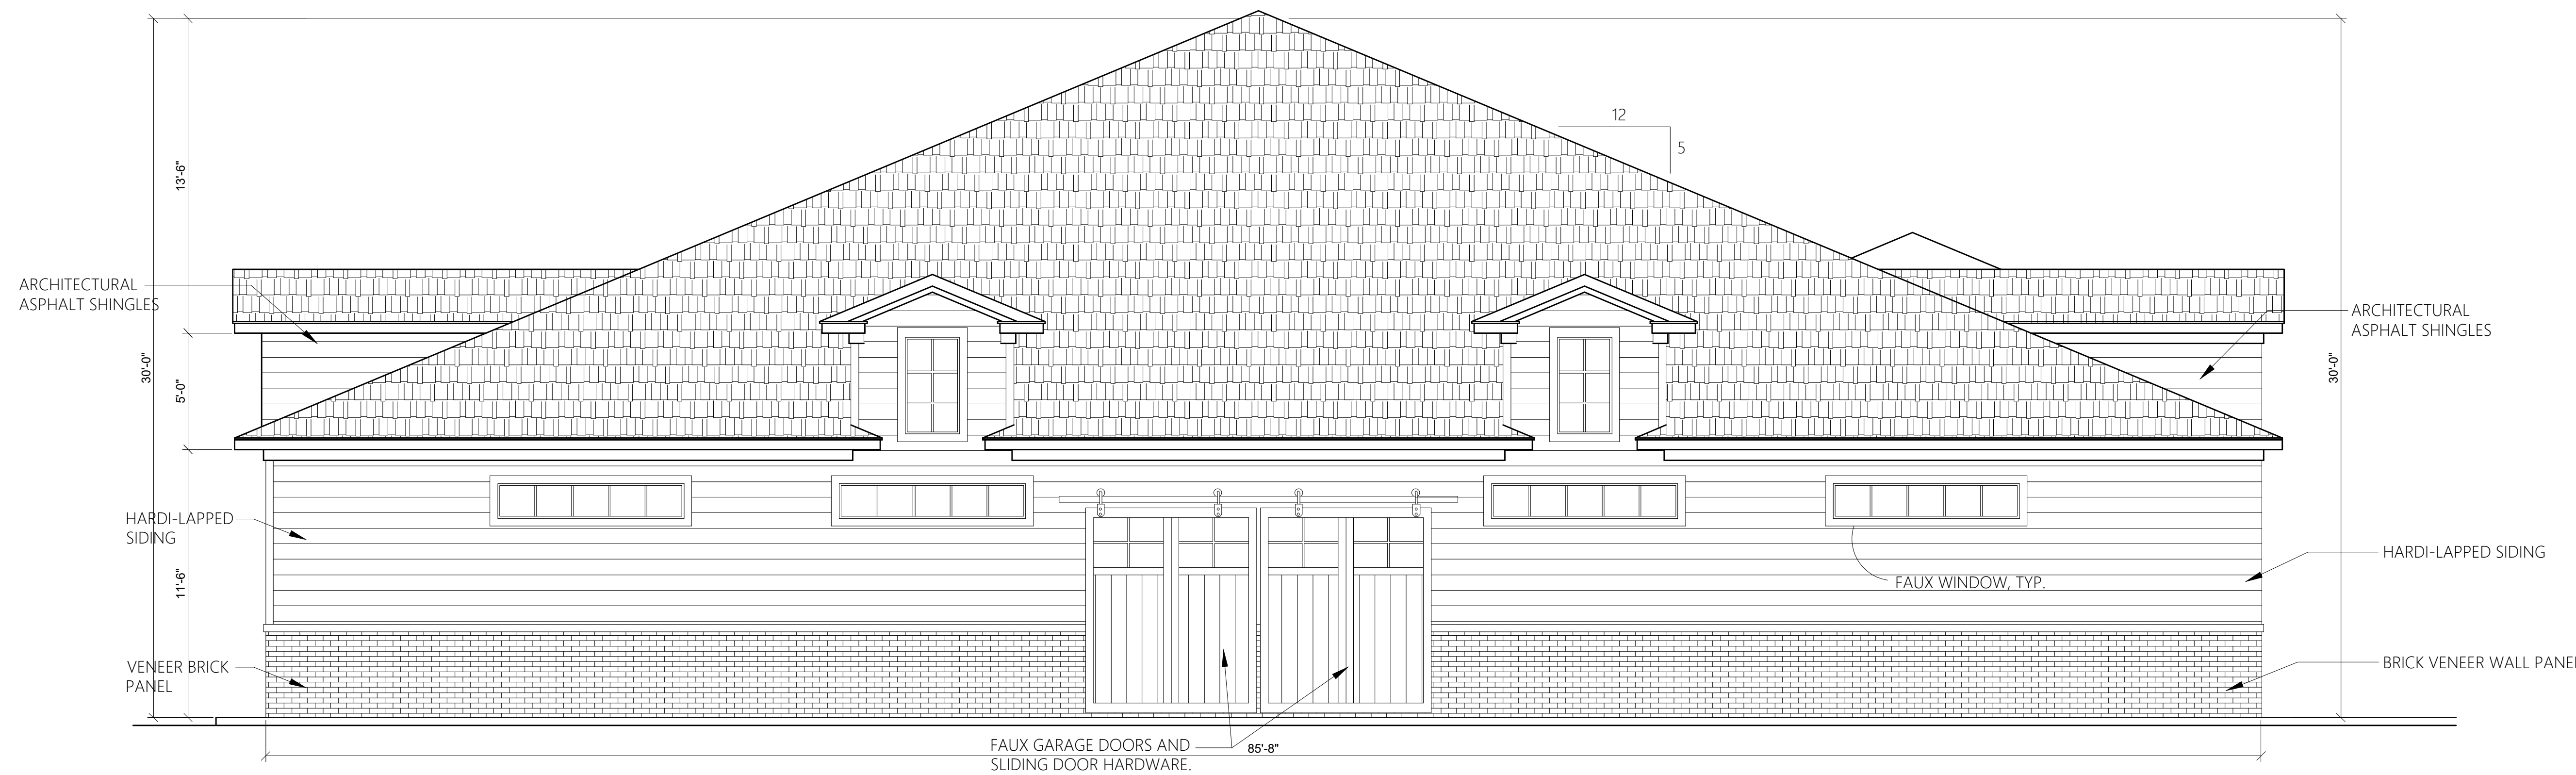 12
5
13'-6"
ARCHITECTURAL
ASPHALT SHINGLES
ARCHITECTURAL
ASPHALT SHINGLES
30'-0"
5'-0"
30'-0"
HARDI-LAPPED
SIDING
HARDI-LAPPED SIDING
11'-6"
FAUX WINDOW, TYP.
VENEER BRICK
PANEL
BRICK VENEER WALL PANEL
FAUX GARAGE DOORS AND
SLIDING DOOR HARDWARE.
85'-8"